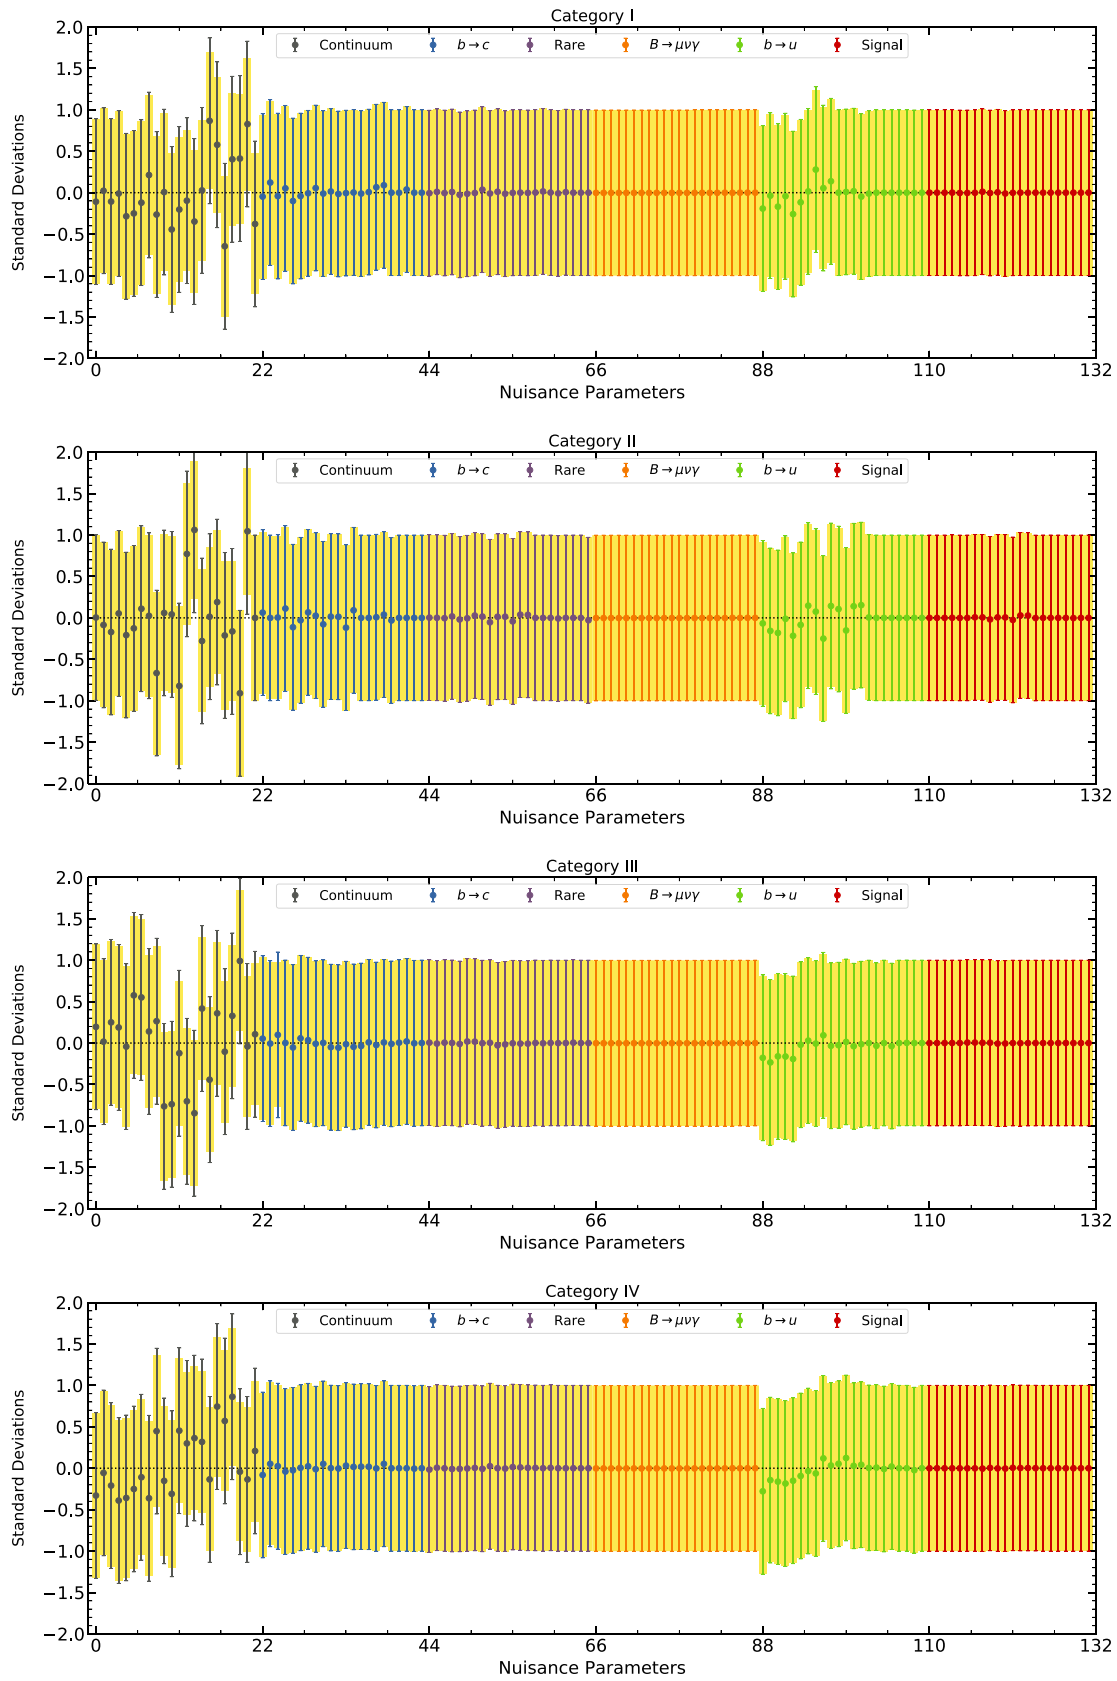 Category I
Continuum b→c Rare B→μνγ b→u Signal
2.0
1.5
1.0
0.5
0.0
−0.5
−1.0
−1.5
−2.0
Standard Deviations
0 22 44 66 88 110 132
Nuisance Parameters
Category II
Continuum b→c Rare B→μνγ b→u Signal
2.0
1.5
1.0
0.5
0.0
−0.5
−1.0
−1.5
−2.0
Standard Deviations
0 22 44 66 88 110 132
Nuisance Parameters
Category III
Continuum b→c Rare B→μνγ b→u Signal
2.0
1.5
1.0
0.5
0.0
−0.5
−1.0
−1.5
−2.0
Standard Deviations
0 22 44 66 88 110 132
Nuisance Parameters
Category IV
Continuum b→c Rare B→μνγ b→u Signal
2.0
1.5
1.0
0.5
0.0
−0.5
−1.0
−1.5
−2.0
Standard Deviations
0 22 44 66 88 110 132
Nuisance Parameters